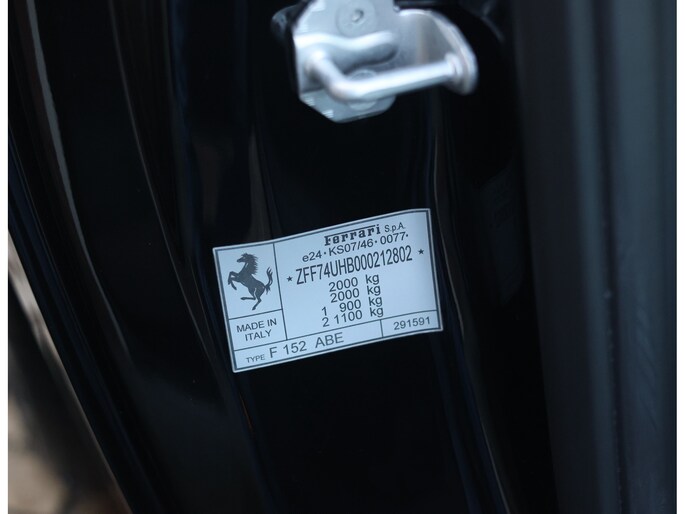 Ferrari S.p.A.
e24 · KS07/46 · 0077 ·
* ZFF74UHB000212802 *
2000 kg
2000 kg
1 900 kg
2 1100 kg
MADE IN
ITALY
TYPE F 152 ABE
291591